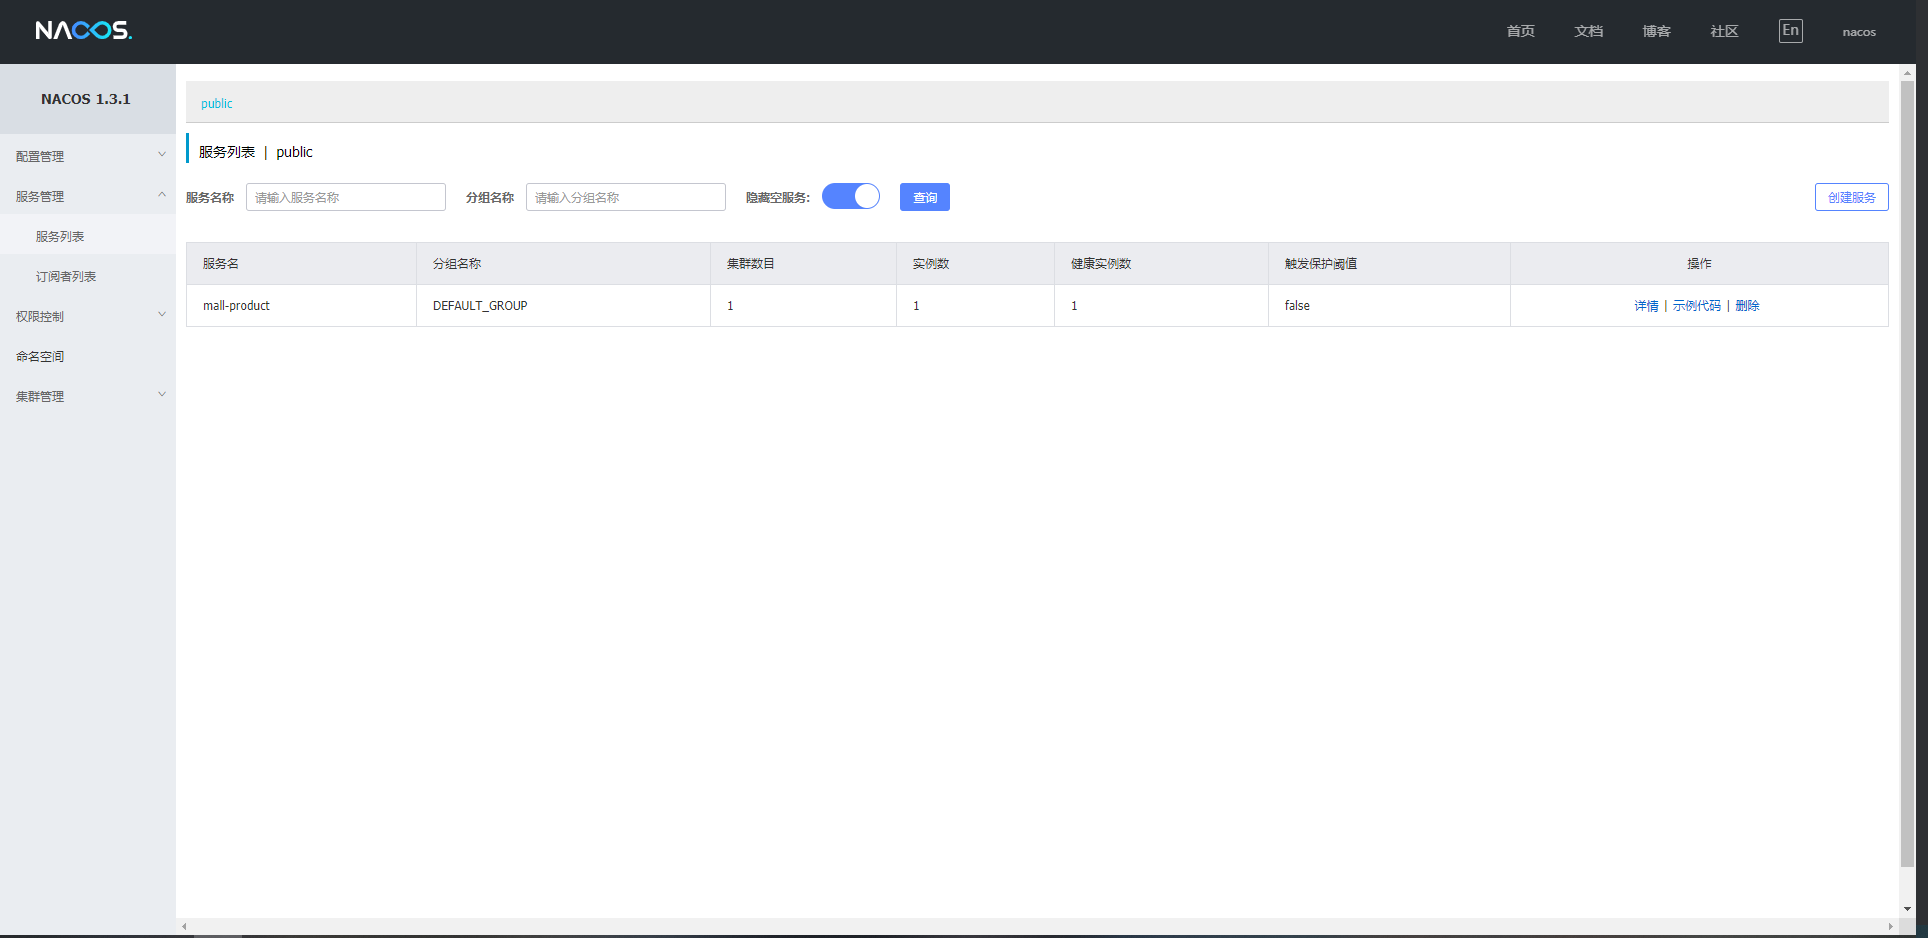 NACOS. 首页 文档 博客 社区 En nacos
NACOS 1.3.1
配置管理
服务管理
服务列表
订阅者列表
权限控制
命名空间
集群管理
public
服务列表 | public
服务名称 请输入服务名称 分组名称 请输入分组名称 隐藏空服务: 查询 创建服务
服务名 分组名称 集群数目 实例数 健康实例数 触发保护阈值 操作
mall-product DEFAULT_GROUP 1 1 1 false 详情 | 示例代码 | 删除